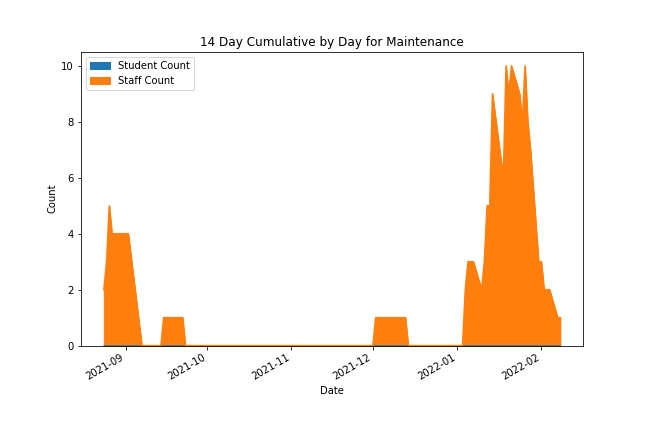 14 Day Cumulative by Day for Maintenance
Student Count
Staff Count
10
8
6
4
2
0
Count
2021-09
2021-10
2021-11
2021-12
2022-01
2022-02
Date